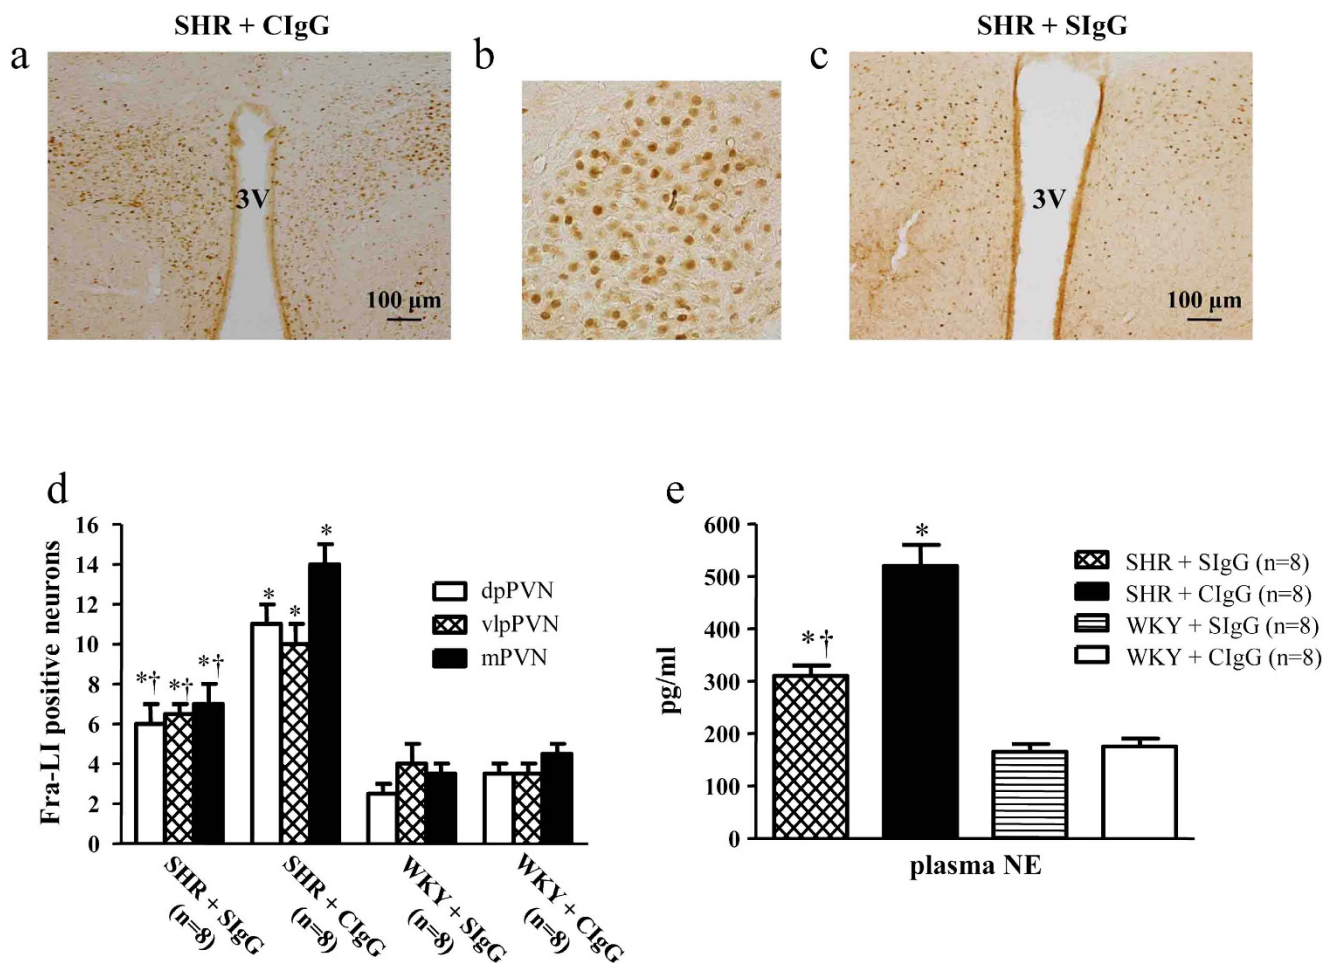 SHR + CIgG
SHR + SIgG
a
b
c
3V
100 μm
3V
100 μm
d
Fra-LI positive neurons
16
14
12
10
8
6
4
2
0
*†
*†
*†
*
*
*
dpPVN
vlpPVN
mPVN
SHR + SIgG
(n=8)
SHR + CIgG
(n=8)
WKY + SIgG
(n=8)
WKY + CIgG
(n=8)
e
pg/ml
600
500
400
300
200
100
0
*†
*
plasma NE
SHR + SIgG (n=8)
SHR + CIgG (n=8)
WKY + SIgG (n=8)
WKY + CIgG (n=8)